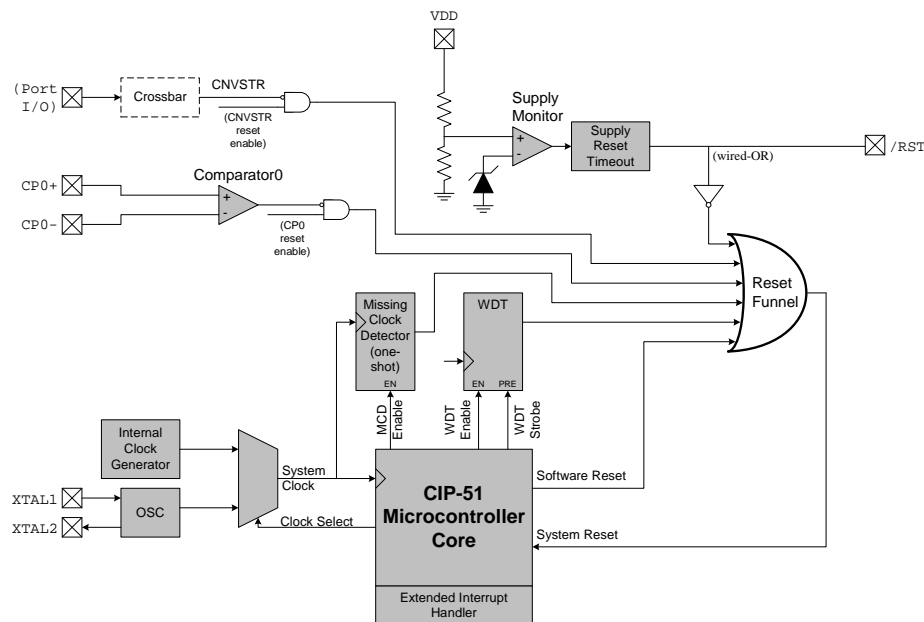 VDD
(Port
I/O)
Crossbar
CNVSTR
(CNVSTR
reset
enable)
Supply
Monitor
+
-
Supply
Reset
Timeout
(wired-OR)
/RST
Comparator0
CP0+
CP0-
+
-
(CP0
reset
enable)
Reset
Funnel
Missing
Clock
Detector
(one-
shot)
EN
WDT
EN
PRE
MCD
Enable
WDT
Enable
WDT
Strobe
Internal
Clock
Generator
System
Clock
XTAL1
XTAL2
OSC
Clock Select
CIP-51
Microcontroller
Core
Software Reset
System Reset
Extended Interrupt
Handler